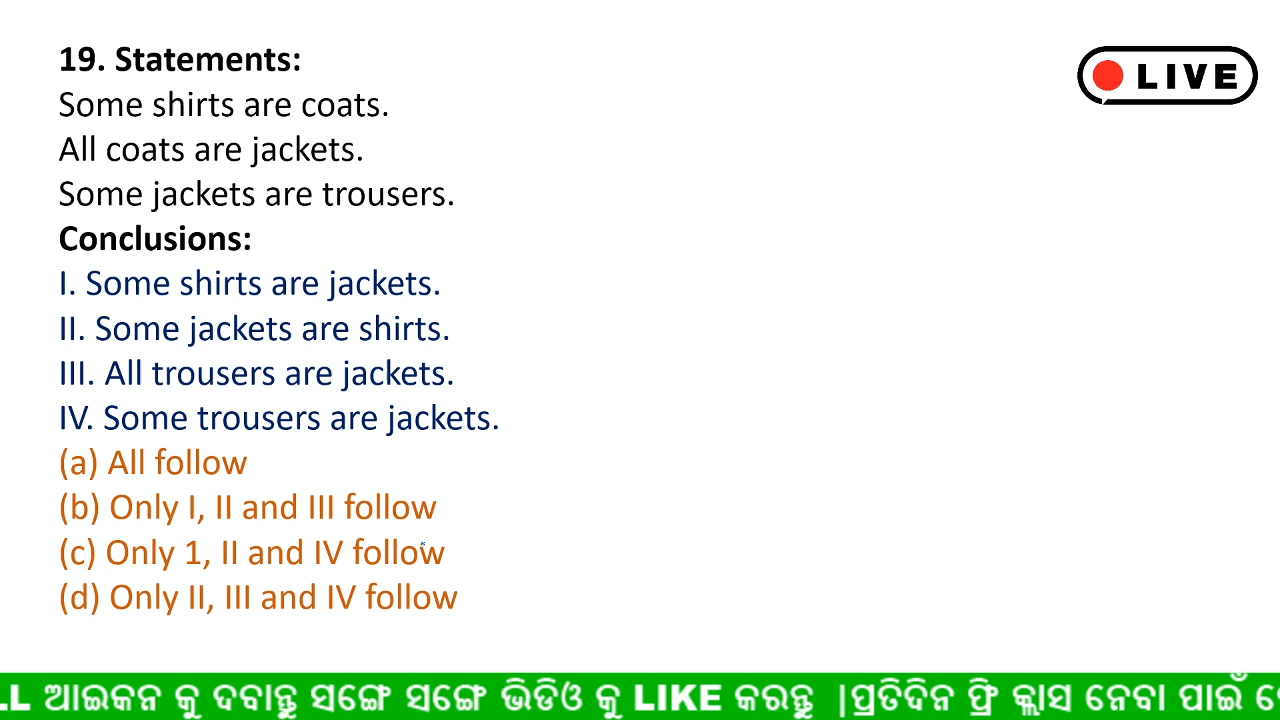 19. Statements:
Some shirts are coats.
All coats are jackets.
Some jackets are trousers.
Conclusions:
I. Some shirts are jackets.
II. Some jackets are shirts.
III. All trousers are jackets.
IV. Some trousers are jackets.
(a) All follow
(b) Only I, II and III follow
(c) Only 1, II and IV follow
(d) Only II, III and IV follow
LIVE
LL ଆଇକନ କୁ ଦବାନ୍ତୁ ସଙ୍ଗେ ସଙ୍ଗେ ଭିଡିଓ କୁ LIKE କରନ୍ତୁ |ପ୍ରତିଦିନ ଫ୍ରି କ୍ଲାସ ନେବା ପାଇଁ